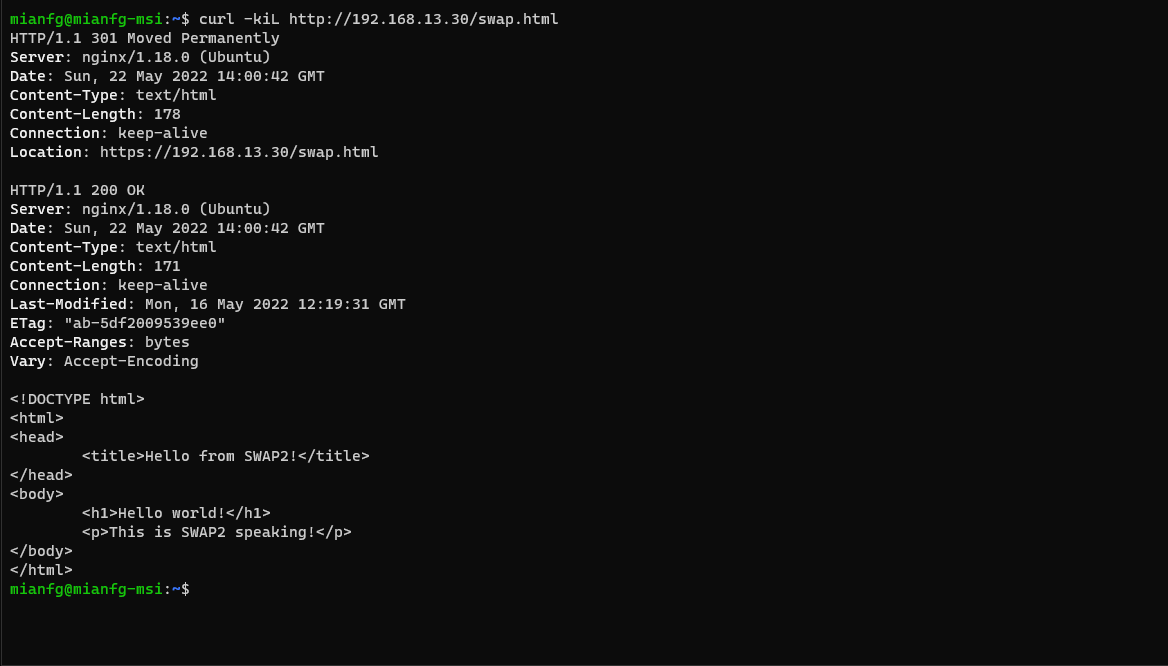 mianfg@mianfg-msi:~$ curl -kiL http://192.168.13.30/swap.html
HTTP/1.1 301 Moved Permanently
Server: nginx/1.18.0 (Ubuntu)
Date: Sun, 22 May 2022 14:00:42 GMT
Content-Type: text/html
Content-Length: 178
Connection: keep-alive
Location: https://192.168.13.30/swap.html

HTTP/1.1 200 OK
Server: nginx/1.18.0 (Ubuntu)
Date: Sun, 22 May 2022 14:00:42 GMT
Content-Type: text/html
Content-Length: 171
Connection: keep-alive
Last-Modified: Mon, 16 May 2022 12:19:31 GMT
ETag: "ab-5df2009539ee0"
Accept-Ranges: bytes
Vary: Accept-Encoding

<!DOCTYPE html>
<html>
<head>
        <title>Hello from SWAP2!</title>
</head>
<body>
        <h1>Hello world!</h1>
        <p>This is SWAP2 speaking!</p>
</body>
</html>
mianfg@mianfg-msi:~$